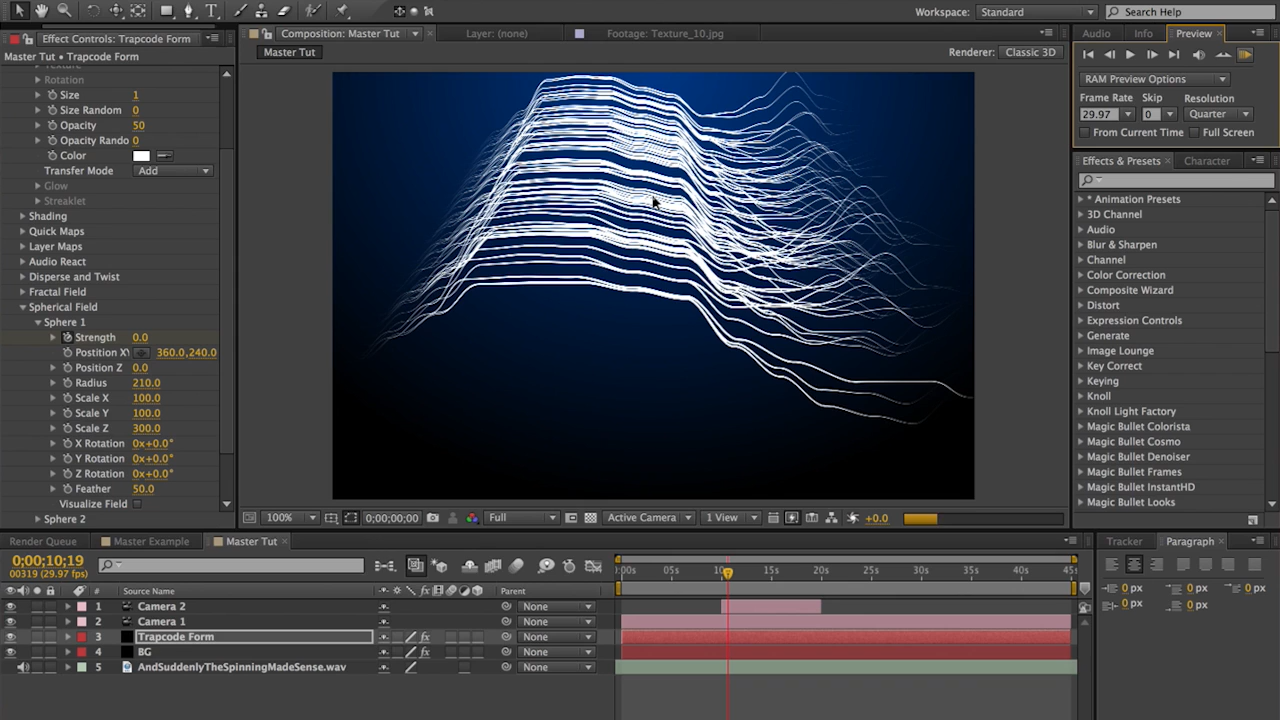 Workspace: Standard
Search Help
Effect Controls: Trapcode Form
Master Tut • Trapcode Form
Rotation
Size 1
Size Random 0
Opacity 50
Opacity Rando 0
Color
Transfer Mode Add
Glow
Streaklet
Shading
Quick Maps
Layer Maps
Audio React
Disperse and Twist
Fractal Field
Spherical Field
Sphere 1
Strength 0.0
Postition XY 360.0,240.0
Position Z 0.0
Radius 210.0
Scale X 100.0
Scale Y 100.0
Scale Z 300.0
X Rotation 0x+0.0°
Y Rotation 0x+0.0°
Z Rotation 0x+0.0°
Feather 50.0
Visualize Field
Sphere 2
Composition: Master Tut
Layer: (none)
Footage: Texture_10.jpg
Master Tut
Renderer: Classic 3D
100%
0;00;00;00
Full
Active Camera
1 View
+0.0
Audio
Info
Preview
RAM Preview Options
Frame Rate Skip Resolution
29.97 0 Quarter
From Current Time Full Screen
Effects & Presets
Character
* Animation Presets
3D Channel
Audio
Blur & Sharpen
Channel
Color Correction
Composite Wizard
Distort
Expression Controls
Generate
Image Lounge
Key Correct
Keying
Knoll
Knoll Light Factory
Magic Bullet Colorista
Magic Bullet Cosmo
Magic Bullet Denoiser
Magic Bullet Frames
Magic Bullet InstantHD
Magic Bullet Looks
Render Queue
Master Example
Master Tut
0;00;10;19
00319 (29.97 fps)
# Source Name
Parent
1 Camera 2 None
2 Camera 1 None
3 Trapcode Form None
4 BG None
5 AndSuddenlyTheSpinningMadeSense.wav None
05s
15s
20s
25s
30s
35s
40s
45s
Tracker
Paragraph
0 px
0 px
0 px
0 px
0 px